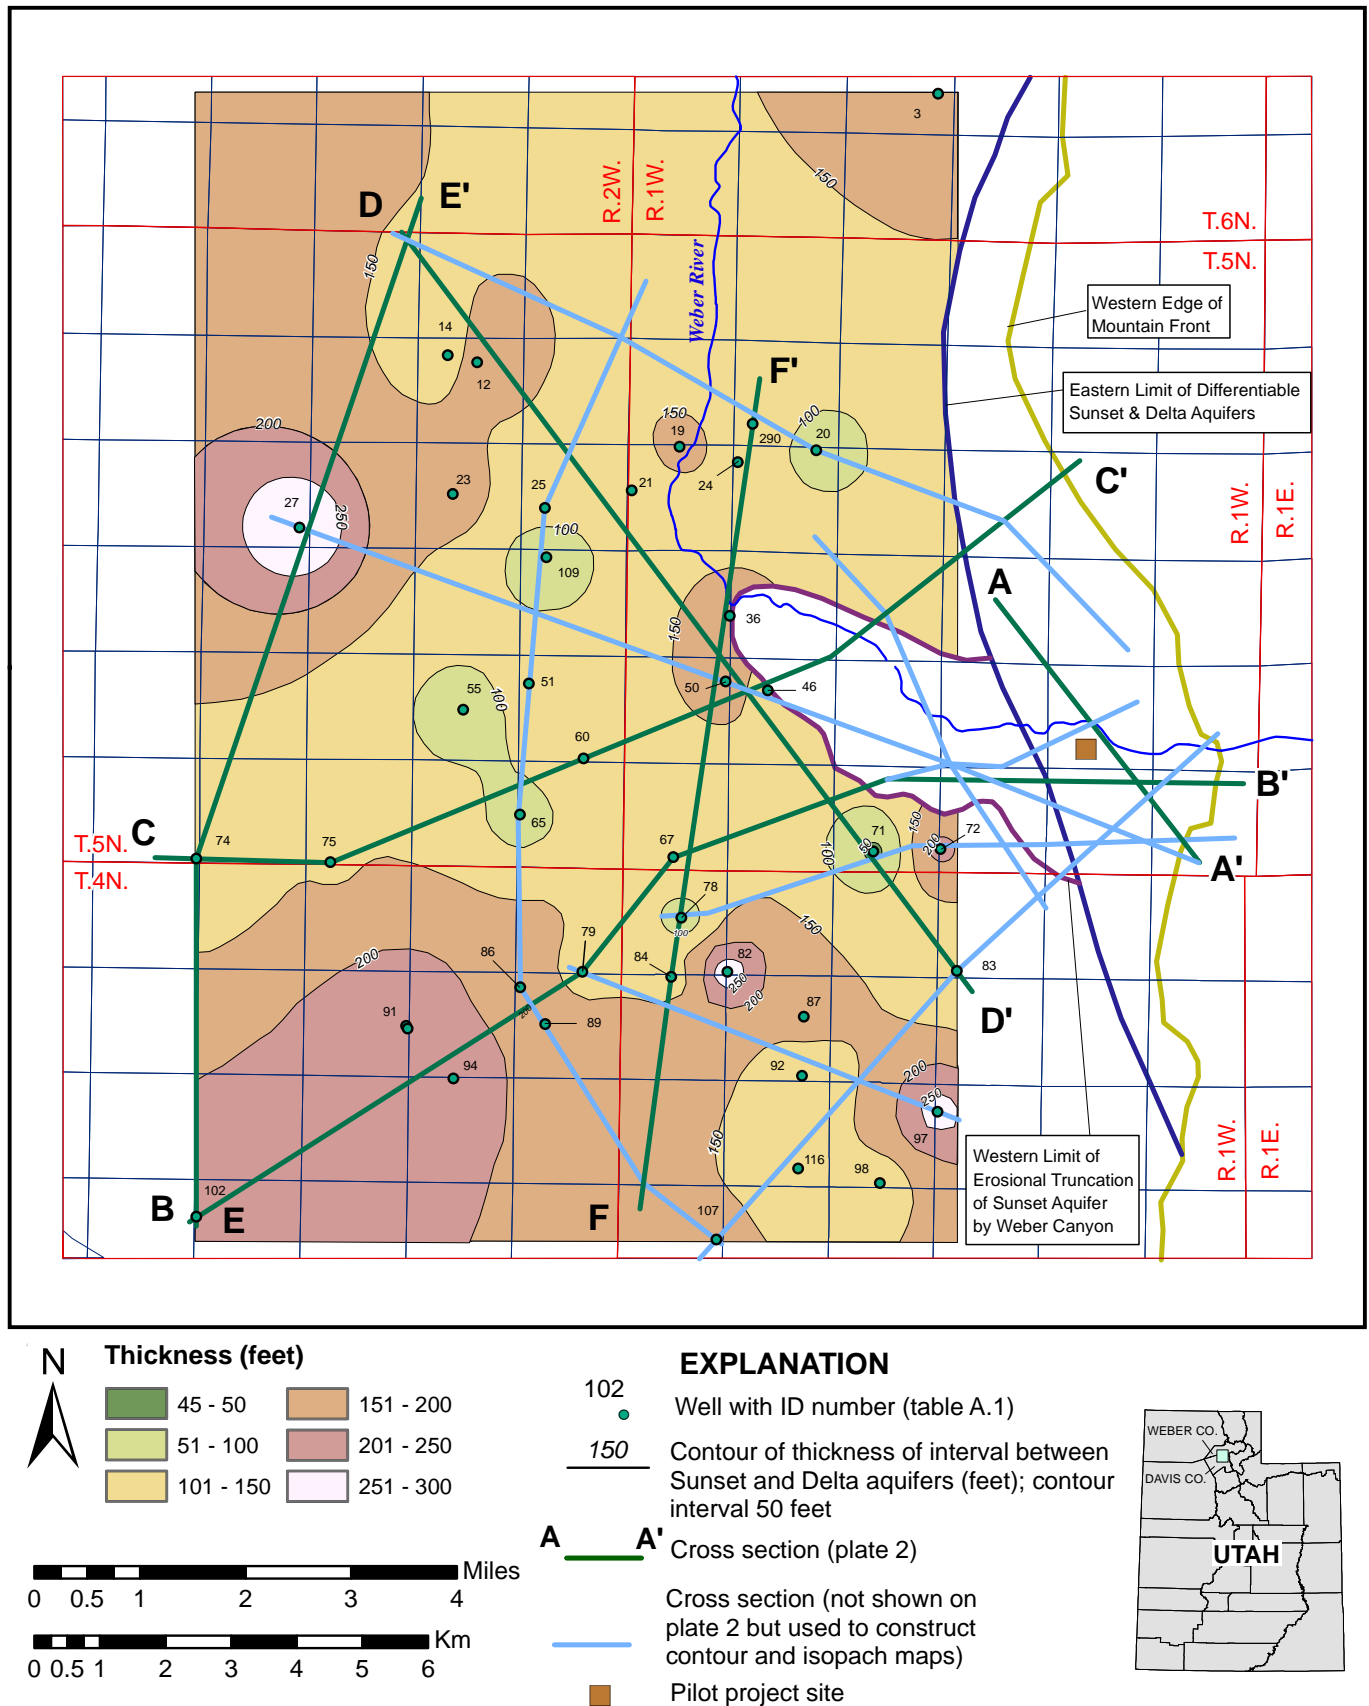 3
150
R.2W.
R.1W.
D
E'
T.6N.
T.5N.
150
Weber River
Western Edge of
Mountain Front
14
12
F'
Eastern Limit of Differentiable
Sunset & Delta Aquifers
200
150
19
290
100
20
24
C'
27
250
23
25
21
R.1W.
R.1E.
100
109
A
36
150
55
100
51
50
46
60
B'
65
C
74
75
67
71
50
100
150
200
72
T.5N.
T.4N.
A'
78
100
150
79
84
82
250
200
83
86
200
91
200
89
87
D'
94
92
200
250
97
150
116
98
Western Limit of
Erosional Truncation
of Sunset Aquifer
by Weber Canyon
R.1W.
R.1E.
102
B
E
F
107
N
Thickness (feet)
45 - 50
51 - 100
101 - 150
151 - 200
201 - 250
251 - 300
EXPLANATION
102
Well with ID number (table A.1)
150
Contour of thickness of interval between
Sunset and Delta aquifers (feet); contour
interval 50 feet
A A'
Cross section (plate 2)
Cross section (not shown on
plate 2 but used to construct
contour and isopach maps)
Pilot project site
Miles
0 0.5 1 2 3 4
Km
0 0.5 1 2 3 4 5 6
WEBER CO.
DAVIS CO.
UTAH